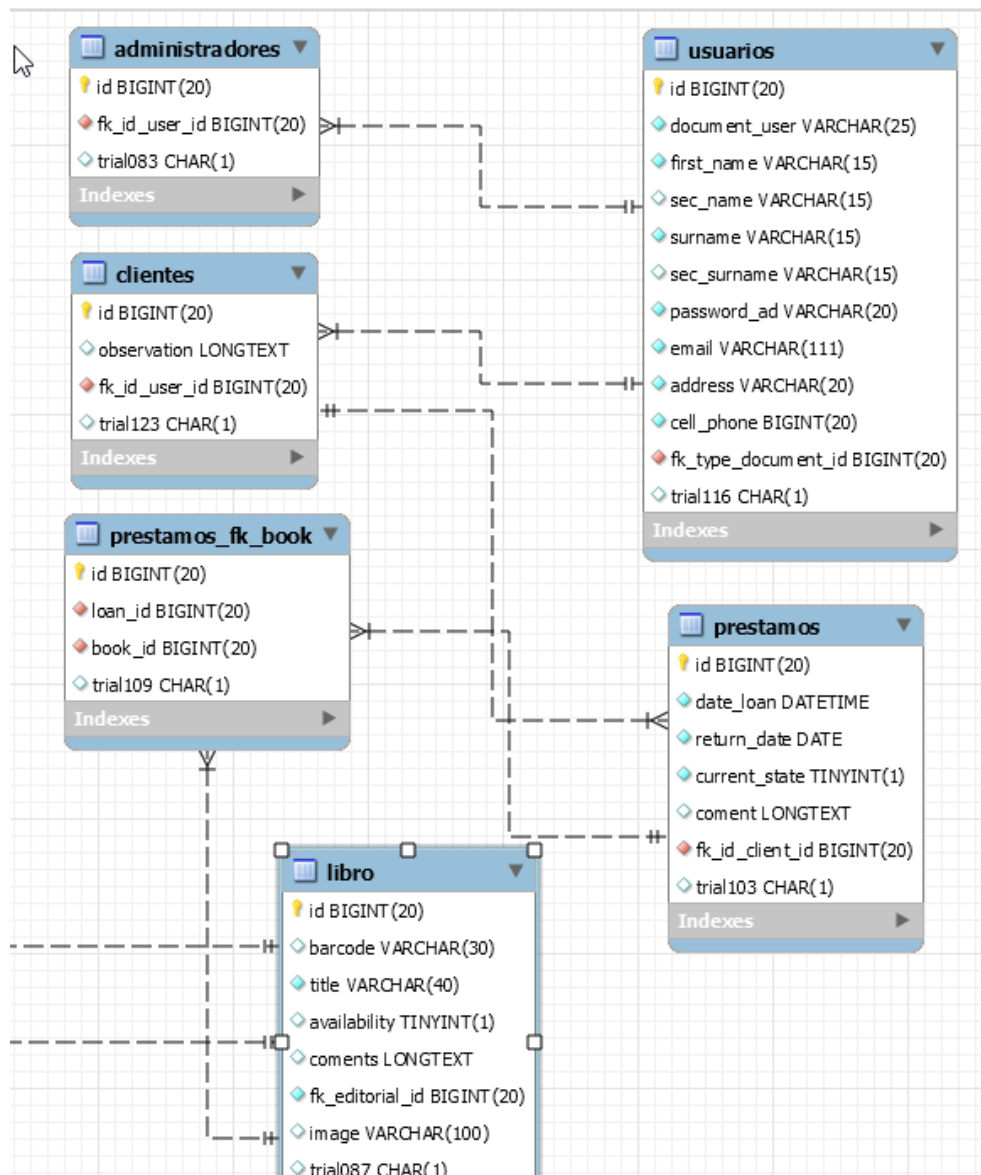 administradores
id BIGINT(20)
fk_id_user_id BIGINT(20)
trial083 CHAR(1)
Indexes
clientes
id BIGINT(20)
observation LONGTEXT
fk_id_user_id BIGINT(20)
trial123 CHAR(1)
Indexes
prestamos_fk_book
id BIGINT(20)
loan_id BIGINT(20)
book_id BIGINT(20)
trial109 CHAR(1)
Indexes
usuarios
id BIGINT(20)
document_user VARCHAR(25)
first_name VARCHAR(15)
sec_name VARCHAR(15)
surname VARCHAR(15)
sec_surname VARCHAR(15)
password_ad VARCHAR(20)
email VARCHAR(111)
address VARCHAR(20)
cell_phone BIGINT(20)
fk_type_document_id BIGINT(20)
trial116 CHAR(1)
Indexes
prestamos
id BIGINT(20)
date_loan DATETIME
return_date DATE
current_state TINYINT(1)
coment LONGTEXT
fk_id_client_id BIGINT(20)
trial103 CHAR(1)
Indexes
libro
id BIGINT(20)
barcode VARCHAR(30)
title VARCHAR(40)
availability TINYINT(1)
coments LONGTEXT
fk_editorial_id BIGINT(20)
image VARCHAR(100)
trial087 CHAR(1)